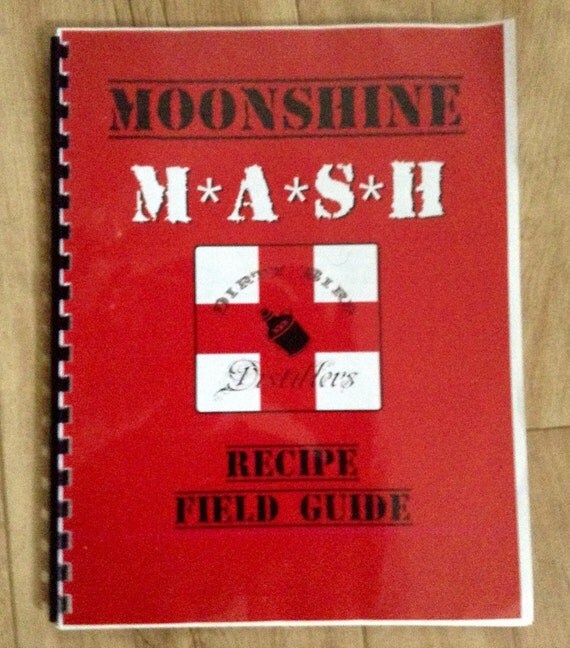 MOONSHINE
M*A*S*H
DIRTY BIRD
Distillers
RECIPE
FIELD GUIDE